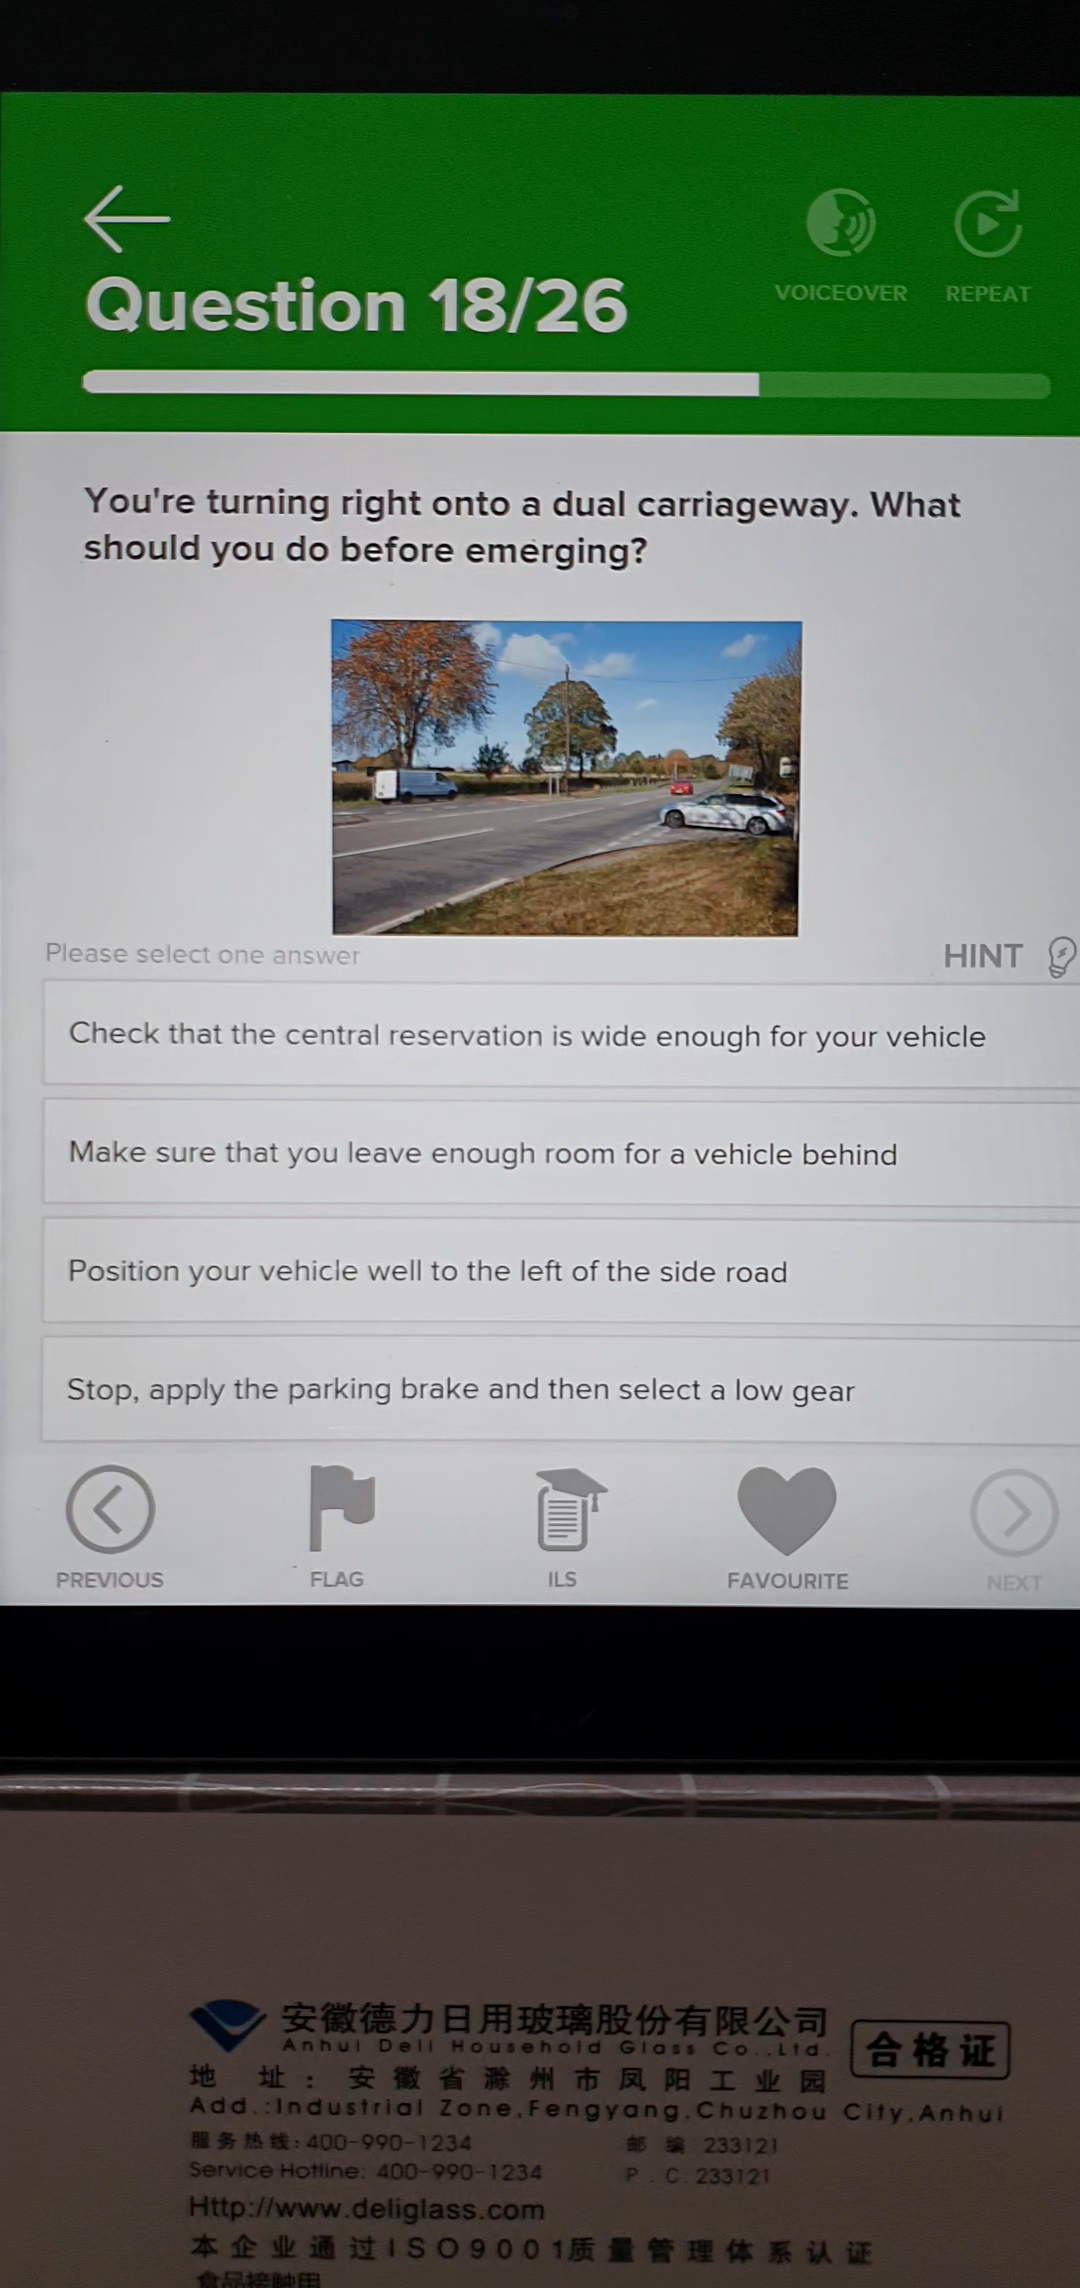 VOICEOVER
REPEAT
Question 18/26
You're turning right onto a dual carriageway. What
should you do before emerging?
Please select one answer
HINT
Check that the central reservation is wide enough for your vehicle
Make sure that you leave enough room for a vehicle behind
Position your vehicle well to the left of the side road
Stop, apply the parking brake and then select a low gear
PREVIOUS
FLAG
ILS
FAVOURITE
NEXT
安徽德力日用玻璃股份有限公司
Anhui Deli Household Glass Co.,Ltd.
合格证
地 址：安徽省滁州市凤阳工业园
Add.:Industrial Zone,Fengyang,Chuzhou City,Anhui
服务热线:400-990-1234 邮 编 233121
Service Hotline: 400-990-1234 P . C: 233121
Http://www.deliglass.com
本企业通过ISO9001质量管理体系认证
食品接触用